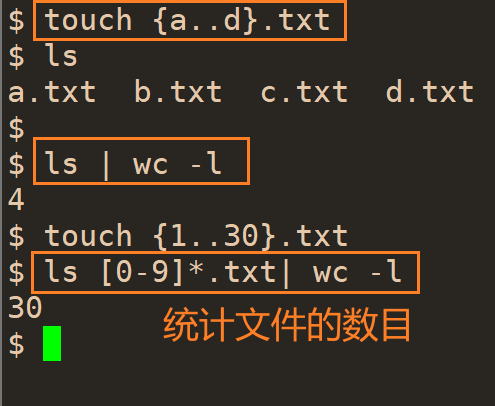 $ touch {a..d}.txt
$ ls
a.txt  b.txt  c.txt  d.txt
$
$ ls | wc -l
4
$ touch {1..30}.txt
$ ls [0-9]*.txt| wc -l
30
统计文件的数目
$